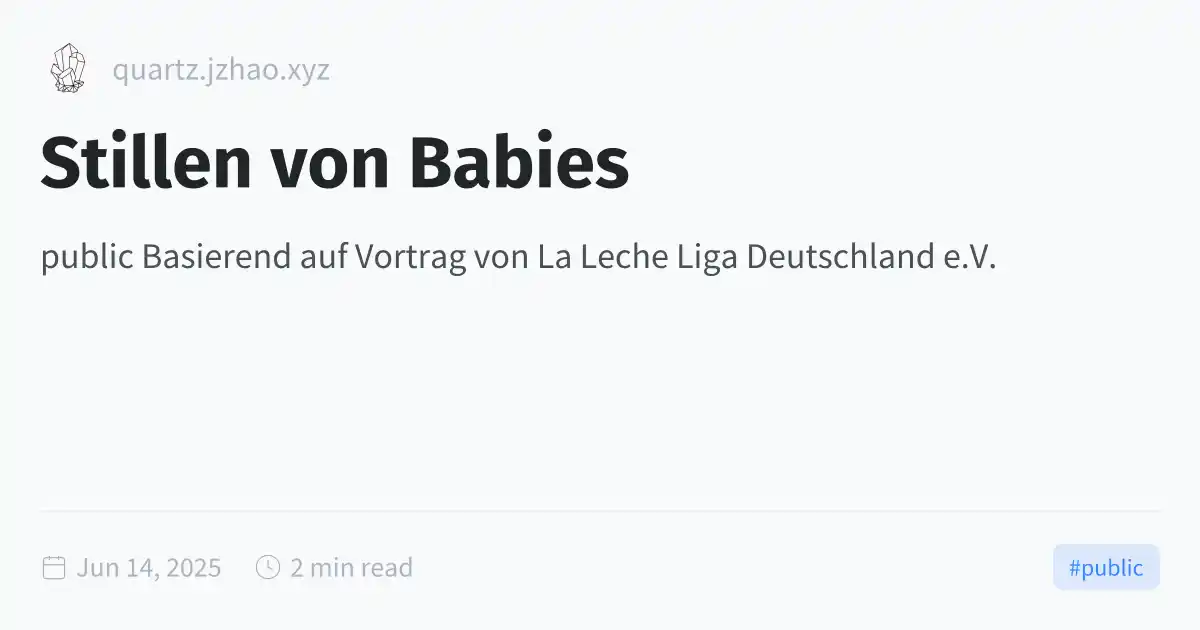 quartz.jzhao.xyz
Stillen von Babies
public Basierend auf Vortrag von La Leche Liga Deutschland e.V.
Jun 14, 2025
2 min read
#public